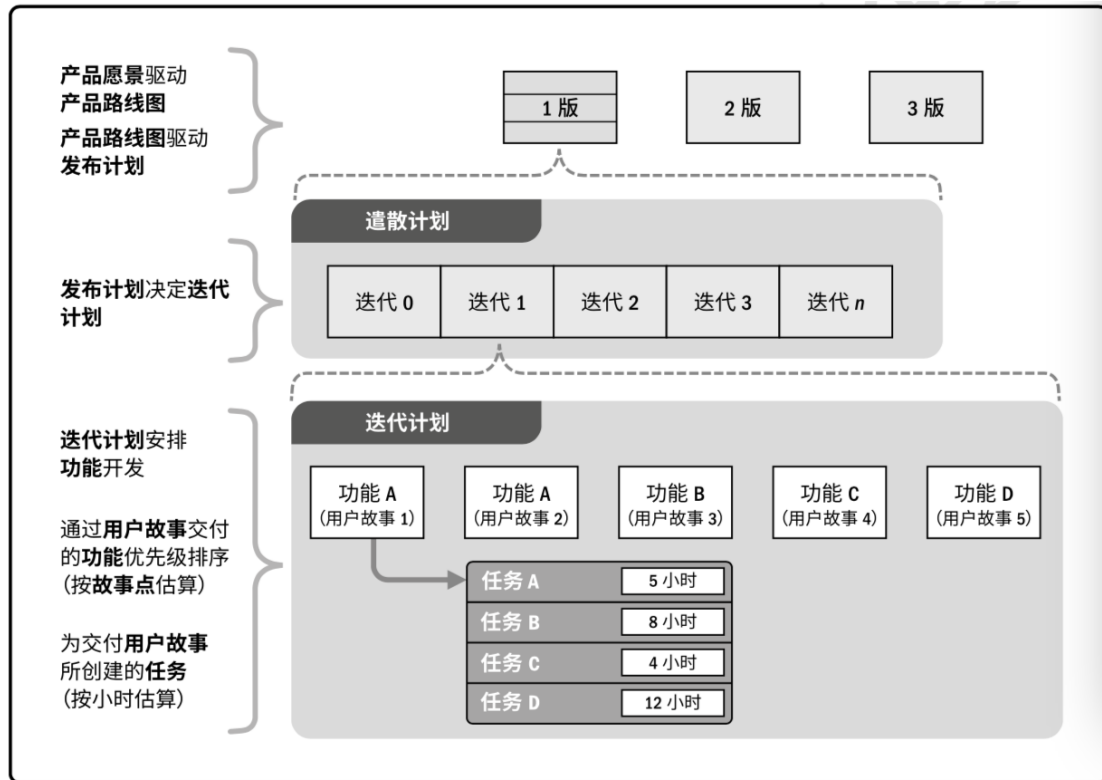 产品愿景驱动
产品路线图
产品路线图驱动
发布计划
1 版
2 版
3 版
遣散计划
发布计划决定迭代
计划
迭代 0
迭代 1
迭代 2
迭代 3
迭代 n
迭代计划
迭代计划安排
功能开发
通过用户故事交付
的功能优先级排序
(按故事点估算)
为交付用户故事
所创建的任务
(按小时估算)
功能 A
(用户故事 1)
功能 A
(用户故事 2)
功能 B
(用户故事 3)
功能 C
(用户故事 4)
功能 D
(用户故事 5)
任务 A
5 小时
任务 B
8 小时
任务 C
4 小时
任务 D
12 小时